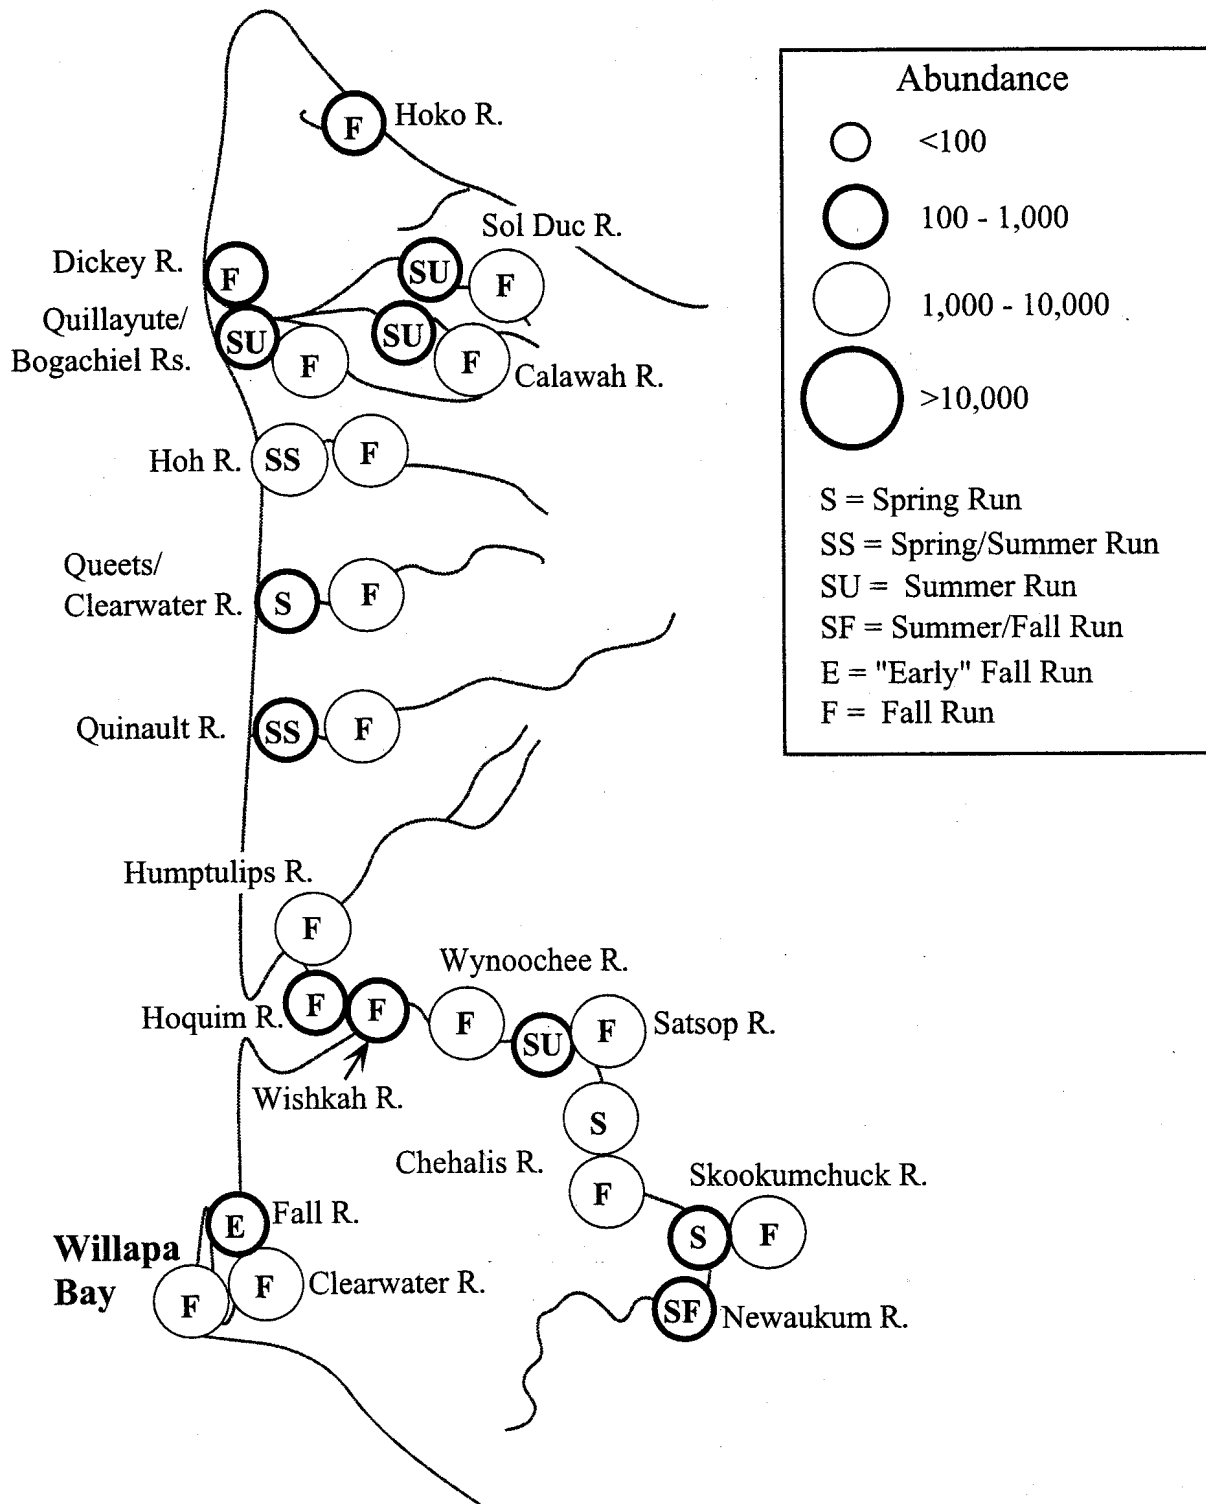 Abundance
<100
100 - 1,000
1,000 - 10,000
>10,000
S = Spring Run
SS = Spring/Summer Run
SU = Summer Run
SF = Summer/Fall Run
E = "Early" Fall Run
F = Fall Run
F Hoko R.
Sol Duc R.
Dickey R. F
SU F
Quillayute/
Bogachiel Rs. SU F
SU F
Calawah R.
Hoh R. SS F
Queets/
Clearwater R. S F
Quinault R. SS F
Humptulips R.
F
Wynoochee R.
Hoquim R. F F
F SU F Satsop R.
Wishkah R.
S
Chehalis R.
F
Skookumchuck R.
S F
SF Newaukum R.
E Fall R.
Willapa
Bay
F F Clearwater R.